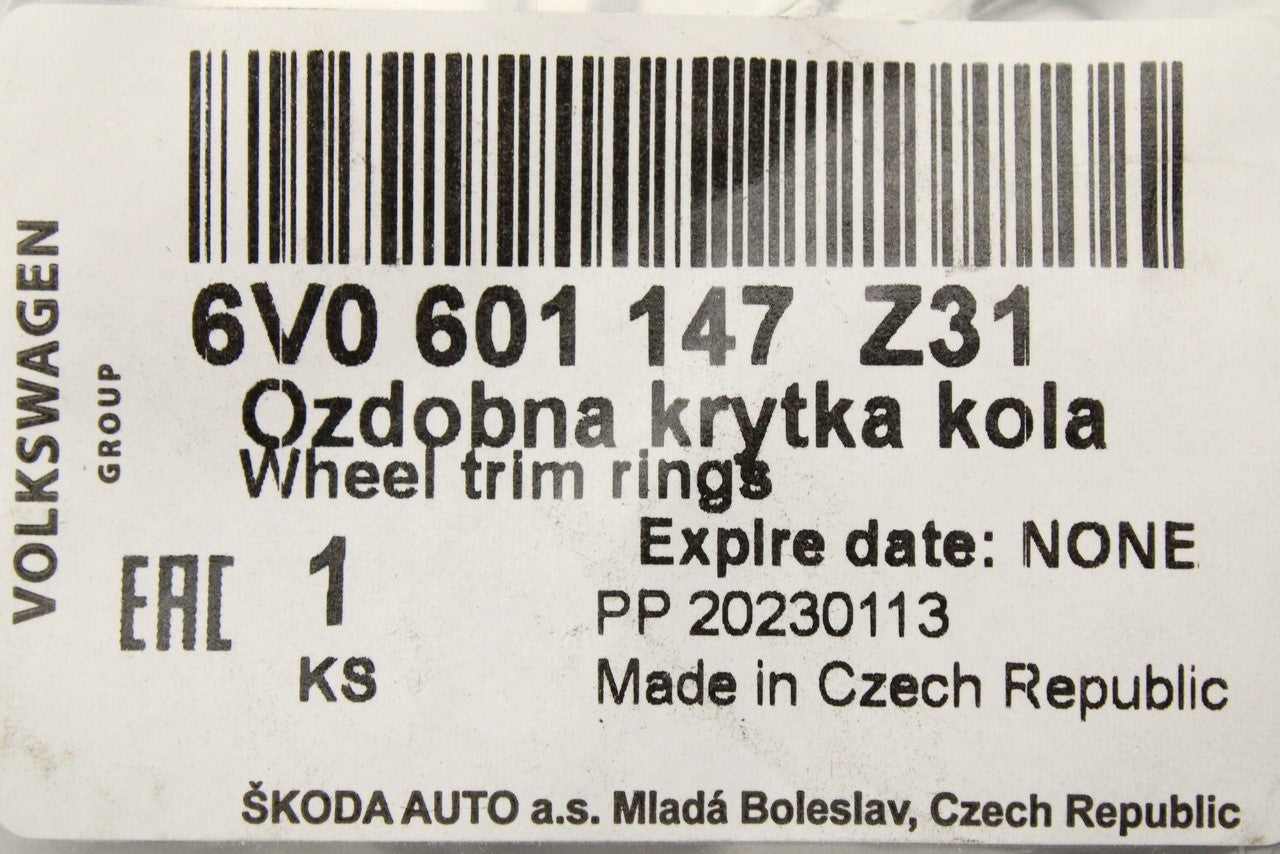 6V0 601 147 Z31
Ozdobna krytka kola
Wheel trim rings
Expire date: NONE
1
PP 20230113
KS
Made in Czech Republic
ŠKODA AUTO a.s. Mladá Boleslav, Czech Republic
VOLKSWAGEN
GROUP
EAC